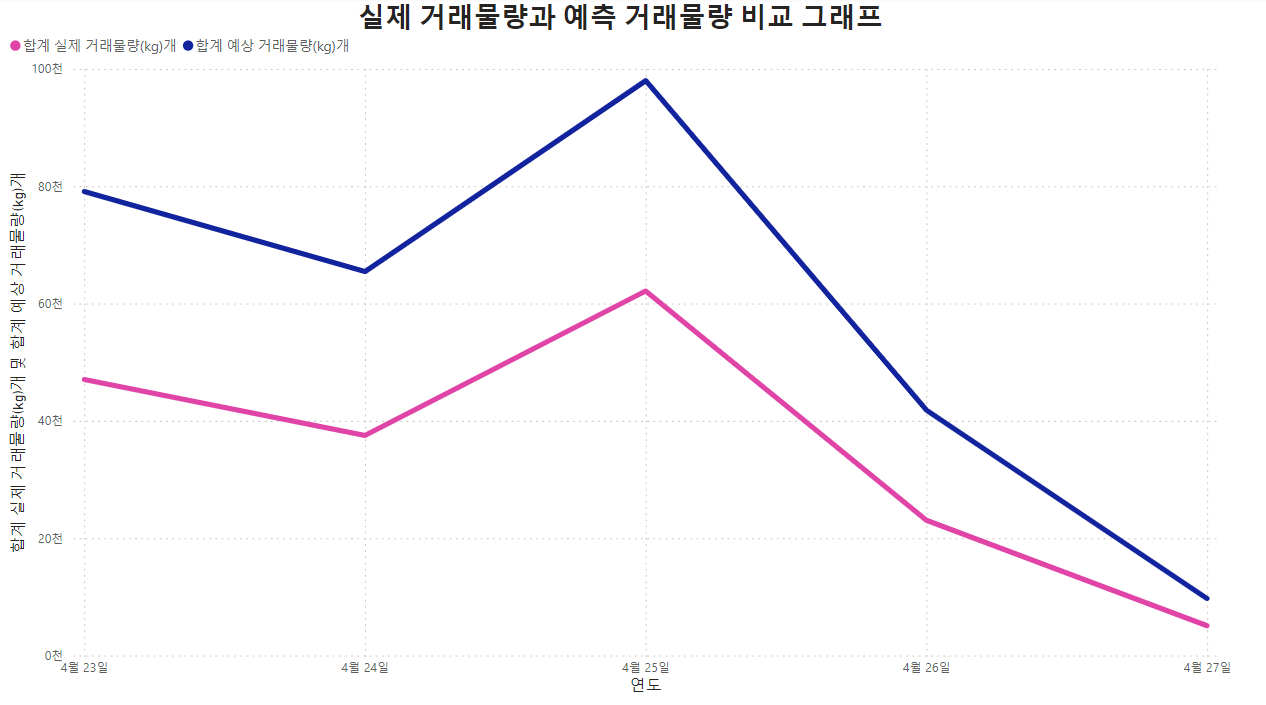 실제 거래물량과 예측 거래물량 비교 그래프
합계 실제 거래물량(kg)개 합계 예상 거래물량(kg)개
100천
80천
60천
40천
20천
0천
합계 실제 거래물량(kg)개 및 합계 예상 거래물량(kg)개
4월 23일 4월 24일 4월 25일 4월 26일 4월 27일
연도